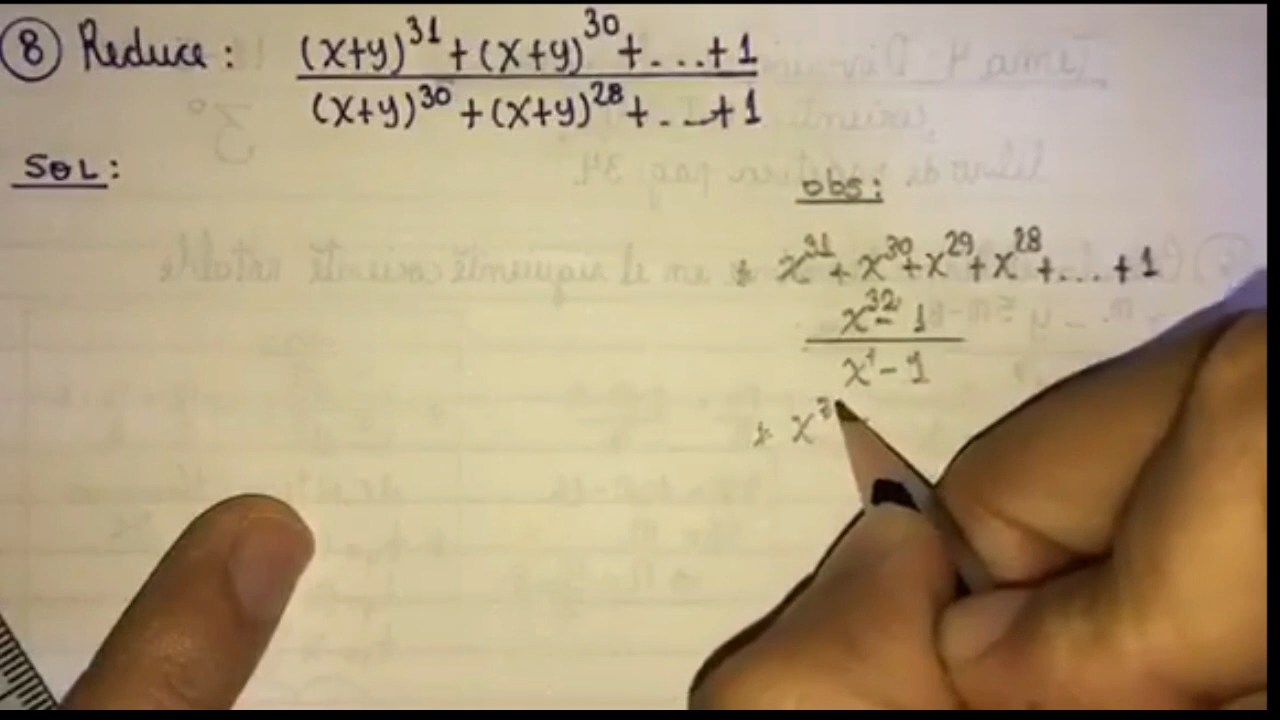 8 Reduce: (x+y)^31 + (x+y)^30 + ... + 1
(x+y)^30 + (x+y)^28 + ... + 1
SOL:
Obs:
* x^31 + x^30 + x^29 + x^28 + ... + 1
x^32 - 1
x^1 - 1
* x^3